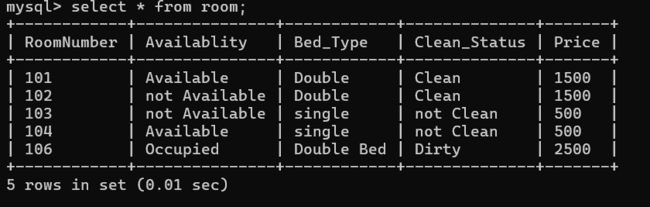 mysql> select * from room;
+------------+---------------+------------+--------------+-------+
| RoomNumber | Availablity   | Bed_Type   | Clean_Status | Price |
+------------+---------------+------------+--------------+-------+
| 101        | Available     | Double     | Clean        | 1500  |
| 102        | not Available | Double     | Clean        | 1500  |
| 103        | not Available | single     | not Clean    | 500   |
| 104        | Available     | single     | not Clean    | 500   |
| 106        | Occupied      | Double Bed | Dirty        | 2500  |
+------------+---------------+------------+--------------+-------+
5 rows in set (0.01 sec)